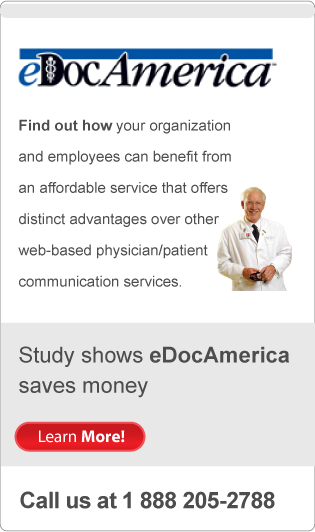 eDocAmerica™
Find out how your organization
and employees can benefit from
an affordable service that offers
distinct advantages over other
web-based physician/patient
communication services.
Study shows eDocAmerica
saves money
Learn More!
Call us at 1 888 205-2788